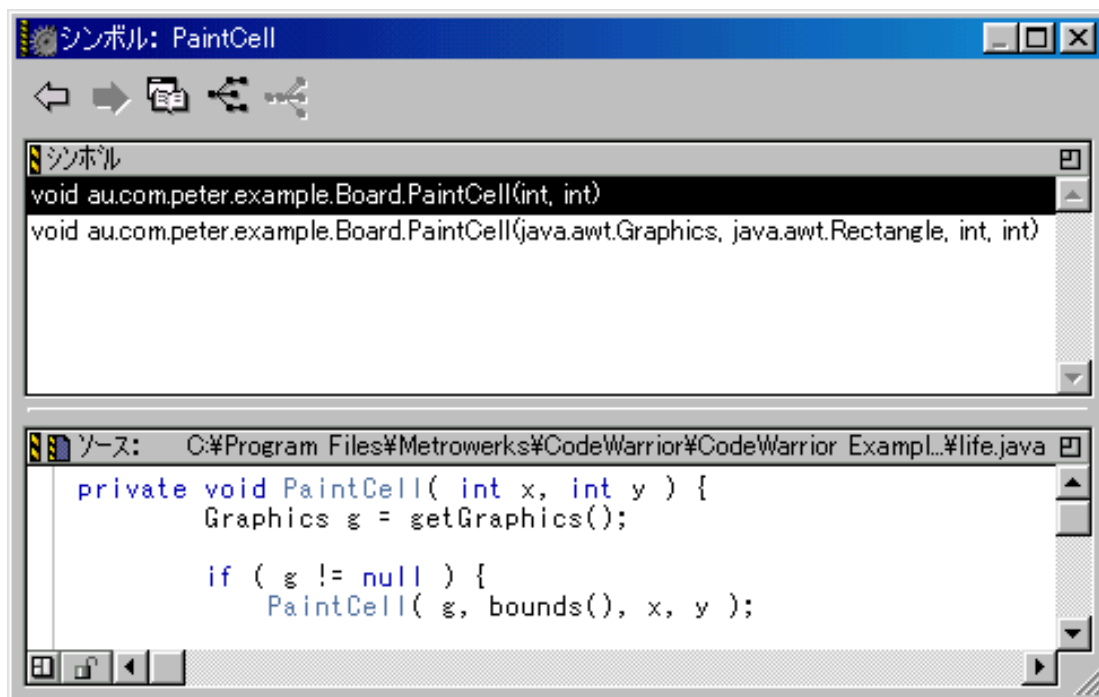 シンボル: PaintCell
シンボル
void au.com.peter.example.Board.PaintCell(int, int)
void au.com.peter.example.Board.PaintCell(java.awt.Graphics, java.awt.Rectangle, int, int)
ソース: C:¥Program Files¥Metrowerks¥CodeWarrior¥CodeWarrior Exampl...¥life.java
private void PaintCell( int x, int y ) {
Graphics g = getGraphics();
if ( g != null ) {
PaintCell( g, bounds(), x, y );